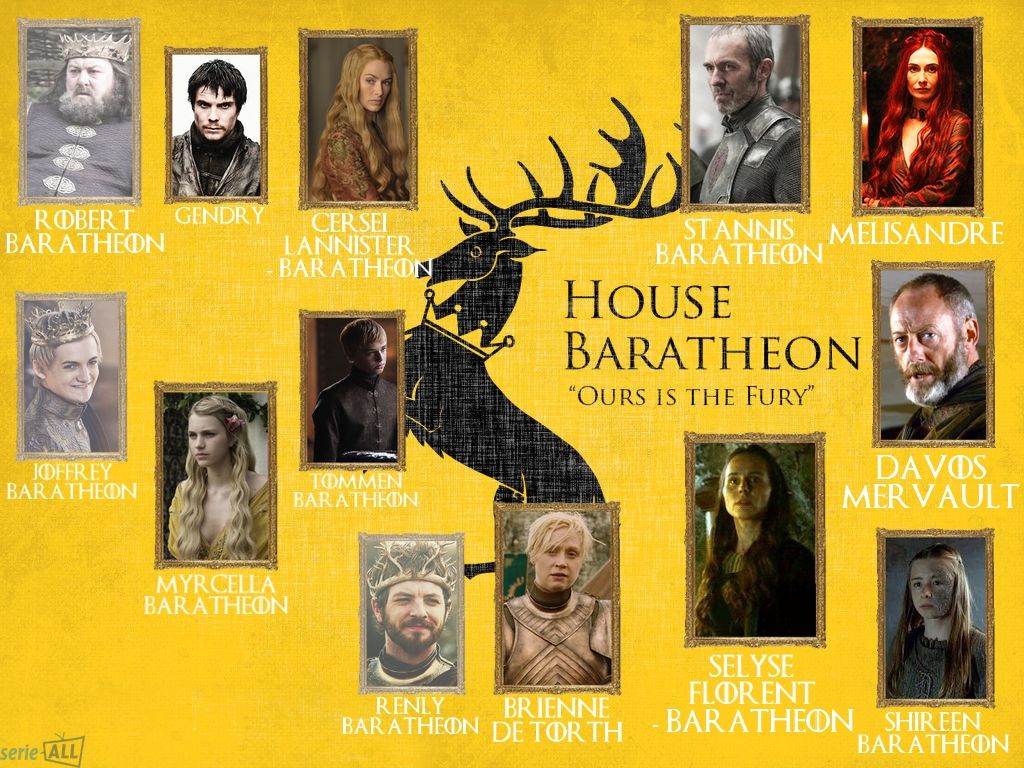 ROBERT
BARATHEON
GENDRY
CERSEI
LANNISTER
- BARATHEON
STANNIS
BARATHEON
MELISANDRE
HOUSE
BARATHEON
“OURS IS THE FURY”
JOFFREY
BARATHEON
MYRCELLA
BARATHEON
TOMMEN
BARATHEON
DAVOS
MERVAULT
RENLY
BARATHEON
BRIENNE
DE TORTH
SELYSE
FLORENT
- BARATHEON
SHIREEN
BARATHEON
serie-ALL